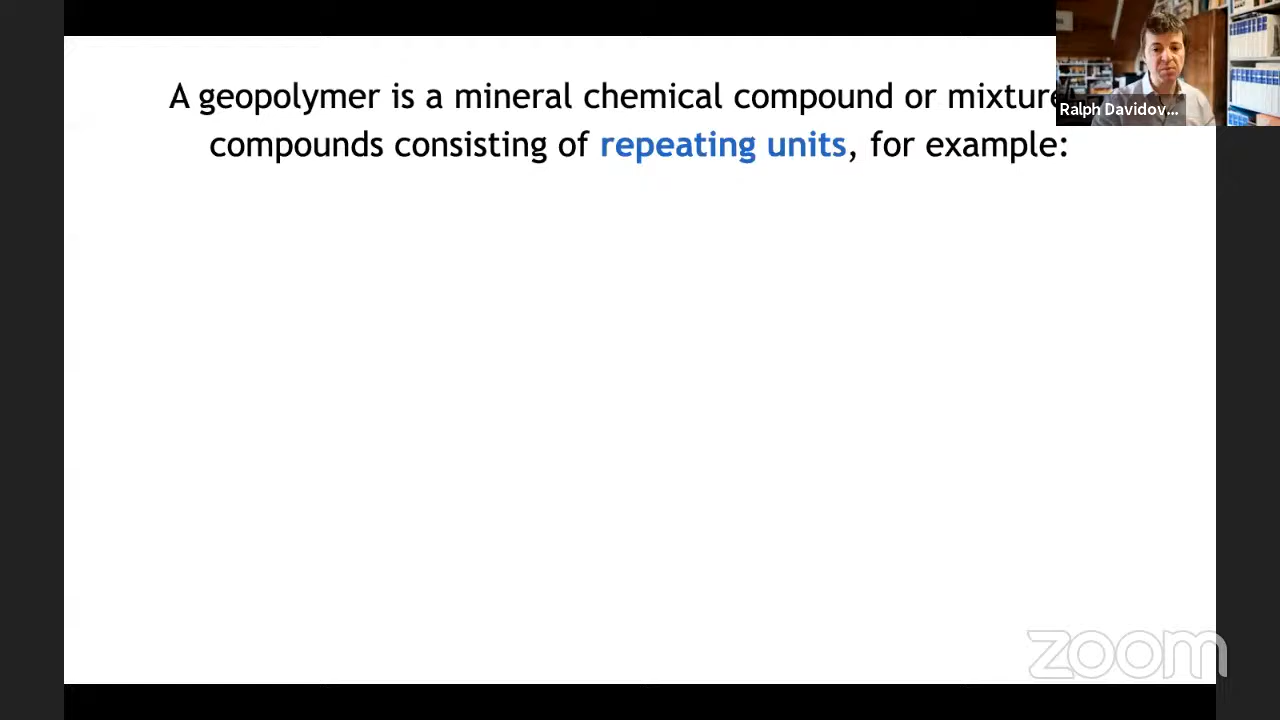 A geopolymer is a mineral chemical compound or mixture
compounds consisting of repeating units, for example:
Ralph Davidov...
zoom